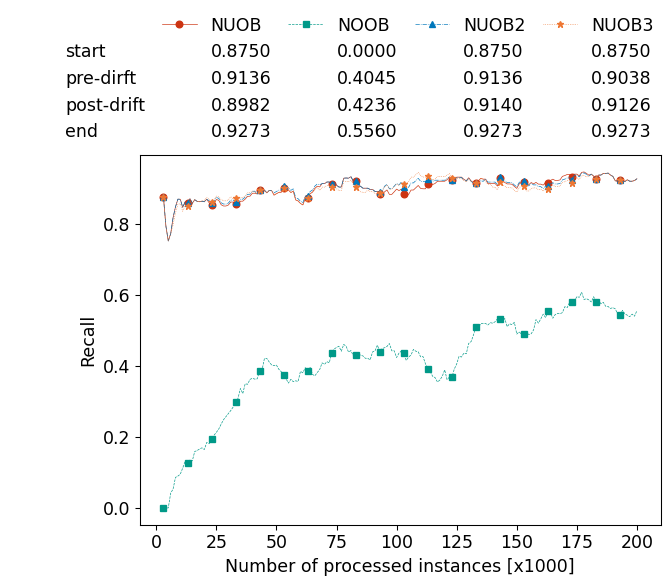 NUOB NOOB NUOB2 NUOB3
start 0.8750 0.0000 0.8750 0.8750
pre-dirft 0.9136 0.4045 0.9136 0.9038
post-drift 0.8982 0.4236 0.9140 0.9126
end 0.9273 0.5560 0.9273 0.9273
0.8
0.6
Recall
0.4
0.2
0.0
0 25 50 75 100 125 150 175 200
Number of processed instances [x1000]